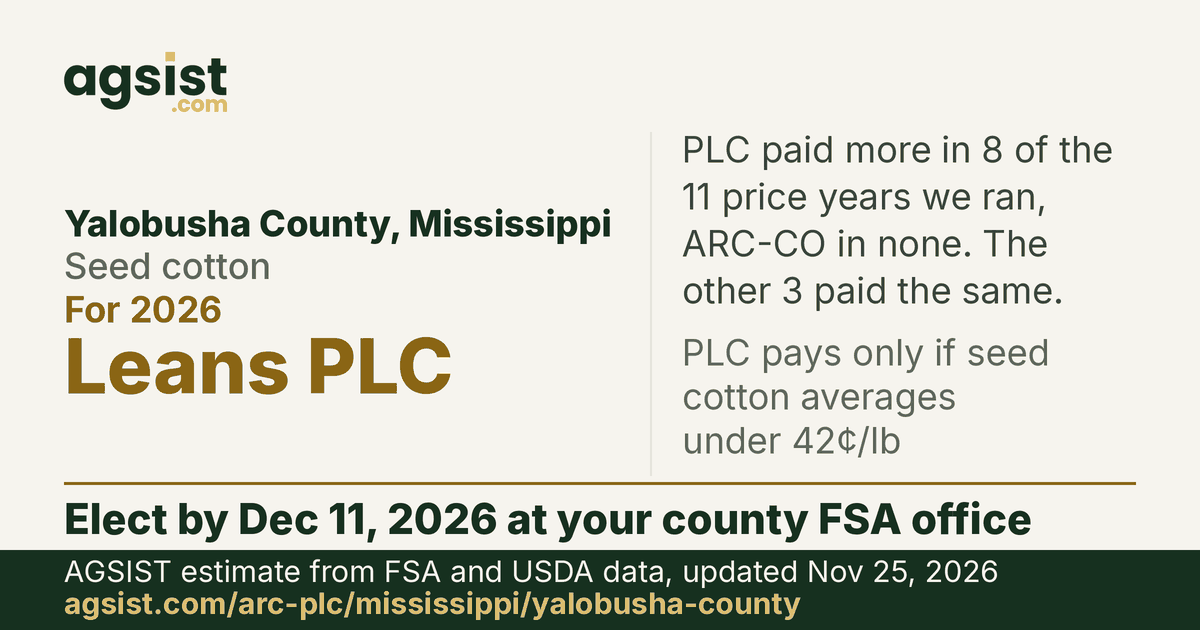 agsist
.com
Yalobusha County, Mississippi
Seed cotton
For 2026
Leans PLC
PLC paid more in 8 of the
11 price years we ran,
ARC-CO in none. The
other 3 paid the same.
PLC pays only if seed
cotton averages
under 42¢/lb
Elect by Dec 11, 2026 at your county FSA office
AGSIST estimate from FSA and USDA data, updated Nov 25, 2026
agsist.com/arc-plc/mississippi/yalobusha-county